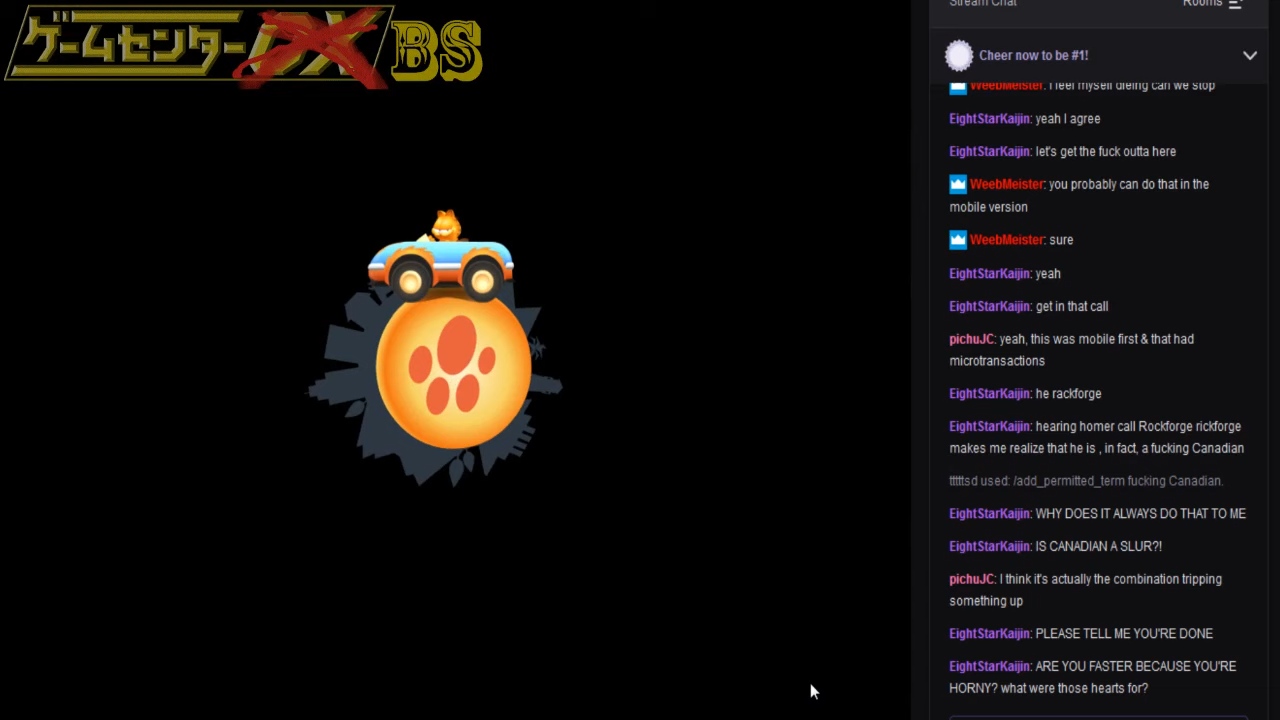 ゲームセンターDX BS
Stream Chat Rooms
Cheer now to be #1!
WeebMeister: I feel myself dieing can we stop
EightStarKaijin: yeah I agree
EightStarKaijin: let's get the fuck outta here
WeebMeister: you probably can do that in the
mobile version
WeebMeister: sure
EightStarKaijin: yeah
EightStarKaijin: get in that call
pichuJC: yeah, this was mobile first & that had
microtransactions
EightStarKaijin: he rackforge
EightStarKaijin: hearing homer call Rockforge rickforge
makes me realize that he is , in fact, a fucking Canadian
tttttsd used: /add_permitted_term fucking Canadian.
EightStarKaijin: WHY DOES IT ALWAYS DO THAT TO ME
EightStarKaijin: IS CANADIAN A SLUR?!
pichuJC: I think it's actually the combination tripping
something up
EightStarKaijin: PLEASE TELL ME YOU'RE DONE
EightStarKaijin: ARE YOU FASTER BECAUSE YOU'RE
HORNY? what were those hearts for?